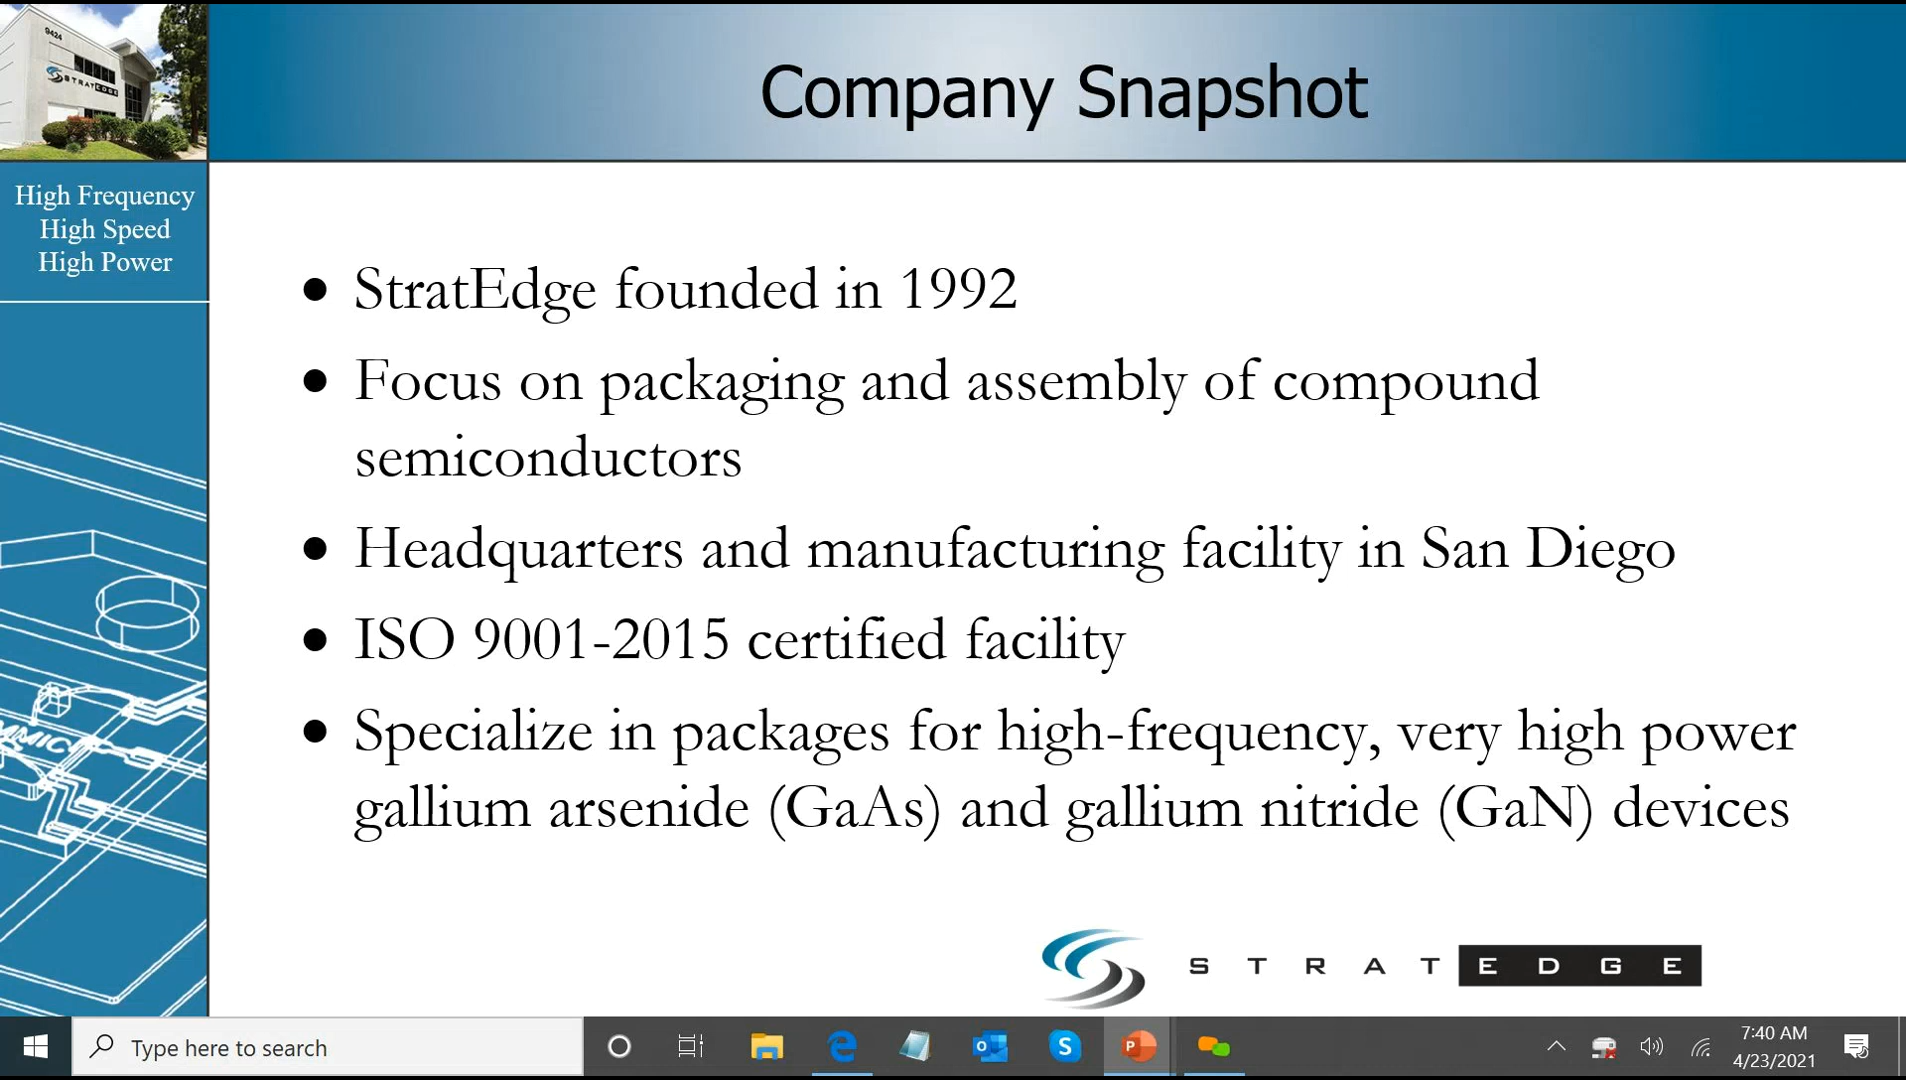 9424
STRATEDGE
Company Snapshot
High Frequency
High Speed
High Power
• StratEdge founded in 1992
• Focus on packaging and assembly of compound
semiconductors
• Headquarters and manufacturing facility in San Diego
• ISO 9001-2015 certified facility
• Specialize in packages for high-frequency, very high power
gallium arsenide (GaAs) and gallium nitride (GaN) devices
MMIC
STRATEDGE
Type here to search
7:40 AM
4/23/2021